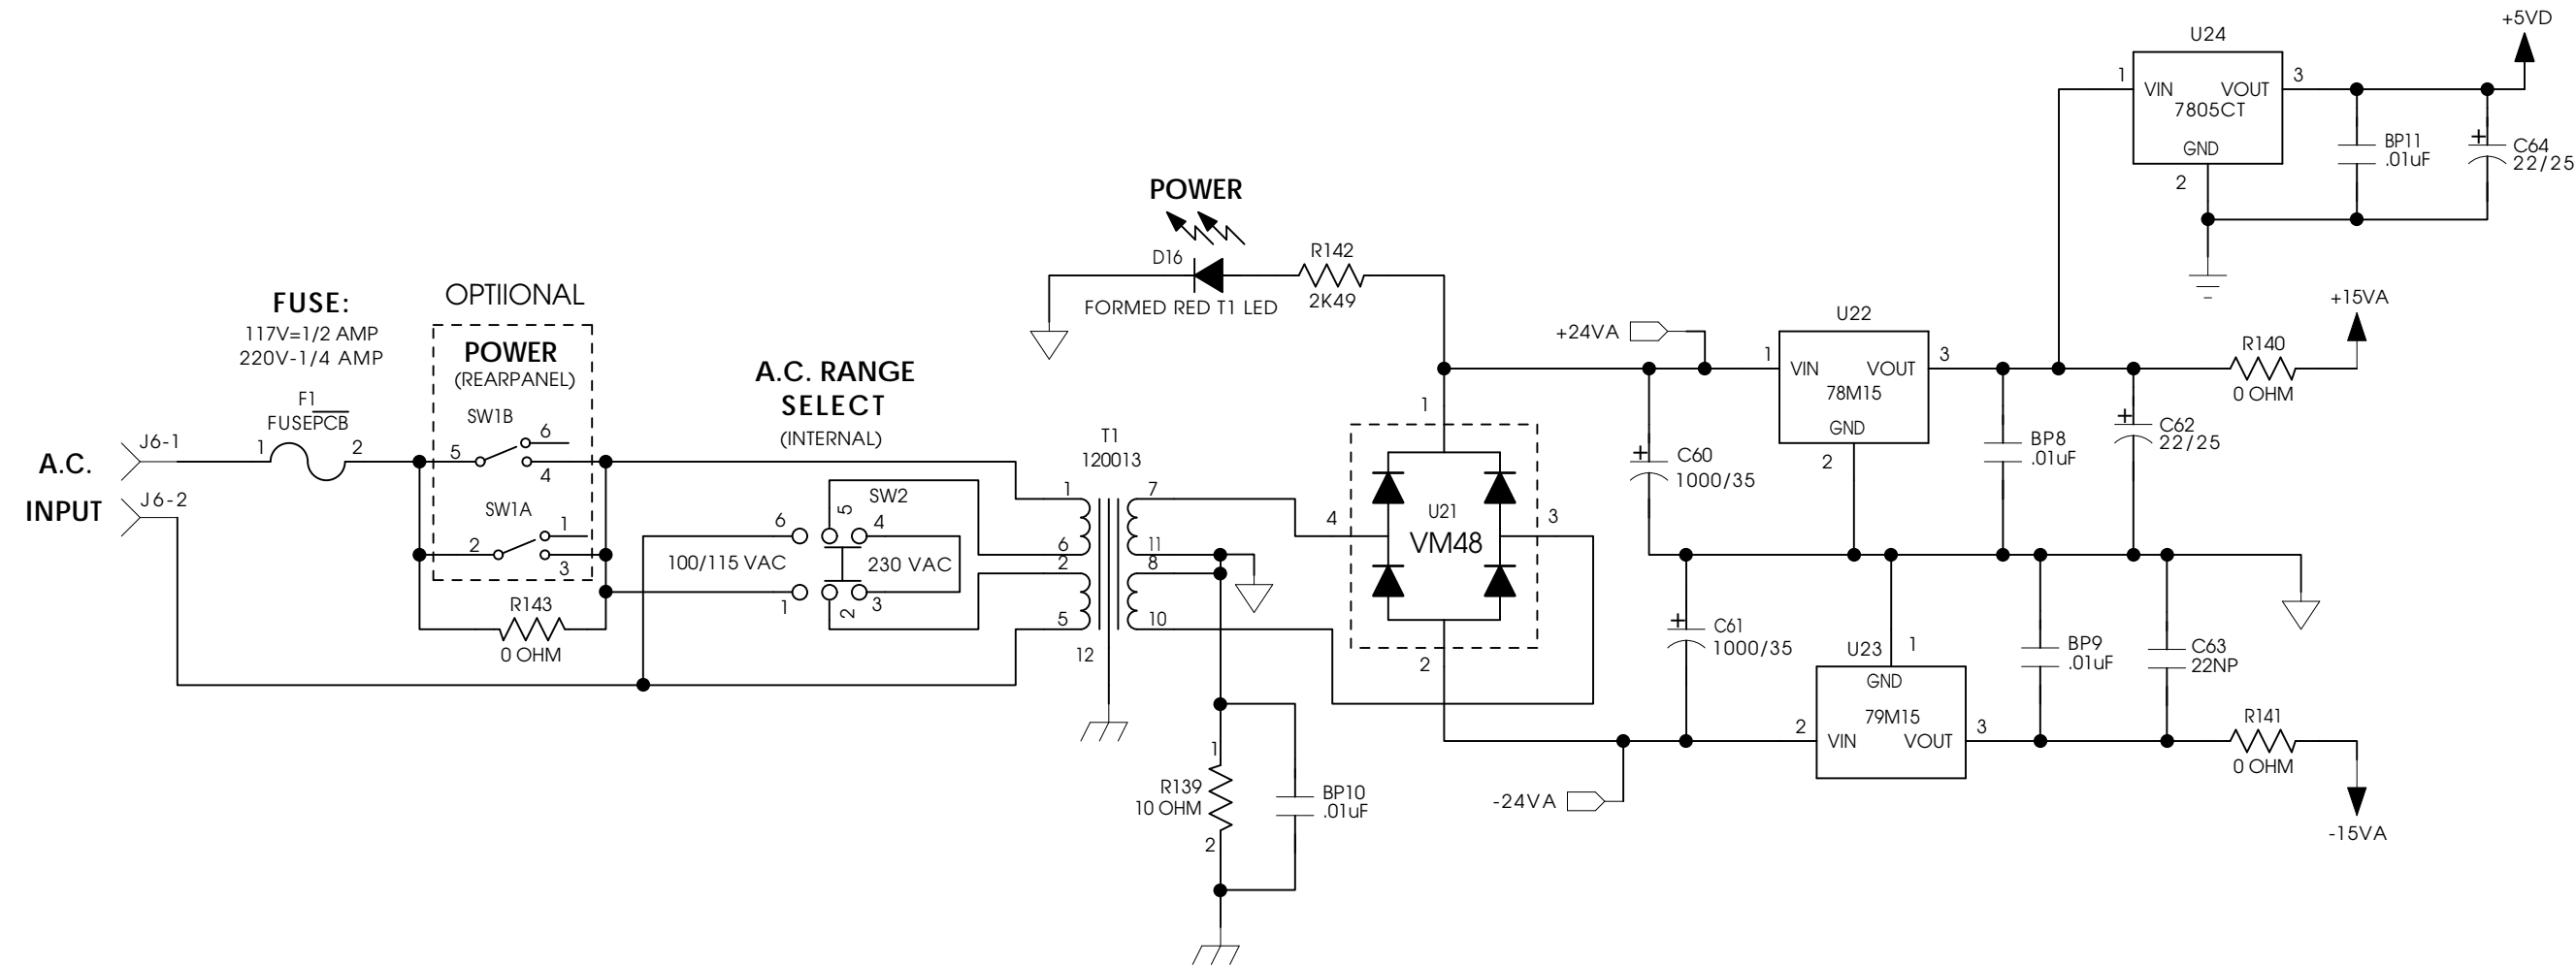 +5VD
U24
1
VIN
VOUT
3
7805CT
GND
2
BP11
.01uF
+
C64
22/25
POWER
D16
R142
FORMED RED T1 LED
2K49
FUSE:
117V=1/2 AMP
220V-1/4 AMP
F1
FUSEPCB
1
2
OPTIIONAL
POWER
(REARPANEL)
SW1B
5
6
4
SW1A
2
1
3
R143
0 OHM
A.C.
INPUT
J6-1
J6-2
A.C. RANGE
SELECT
(INTERNAL)
SW2
6
5
4
100/115 VAC
230 VAC
1
2
3
T1
120013
1
6
2
5
12
7
11
8
10
1
R139
10 OHM
2
BP10
.01uF
1
4
U21
VM48
3
2
+24VA
-24VA
+
C60
1000/35
+
C61
1000/35
U22
1
VIN
VOUT
3
78M15
GND
2
BP8
.01uF
+
C62
22/25
R140
0 OHM
+15VA
U23
1
GND
79M15
2
VIN
VOUT
3
BP9
.01uF
C63
22NP
R141
0 OHM
-15VA